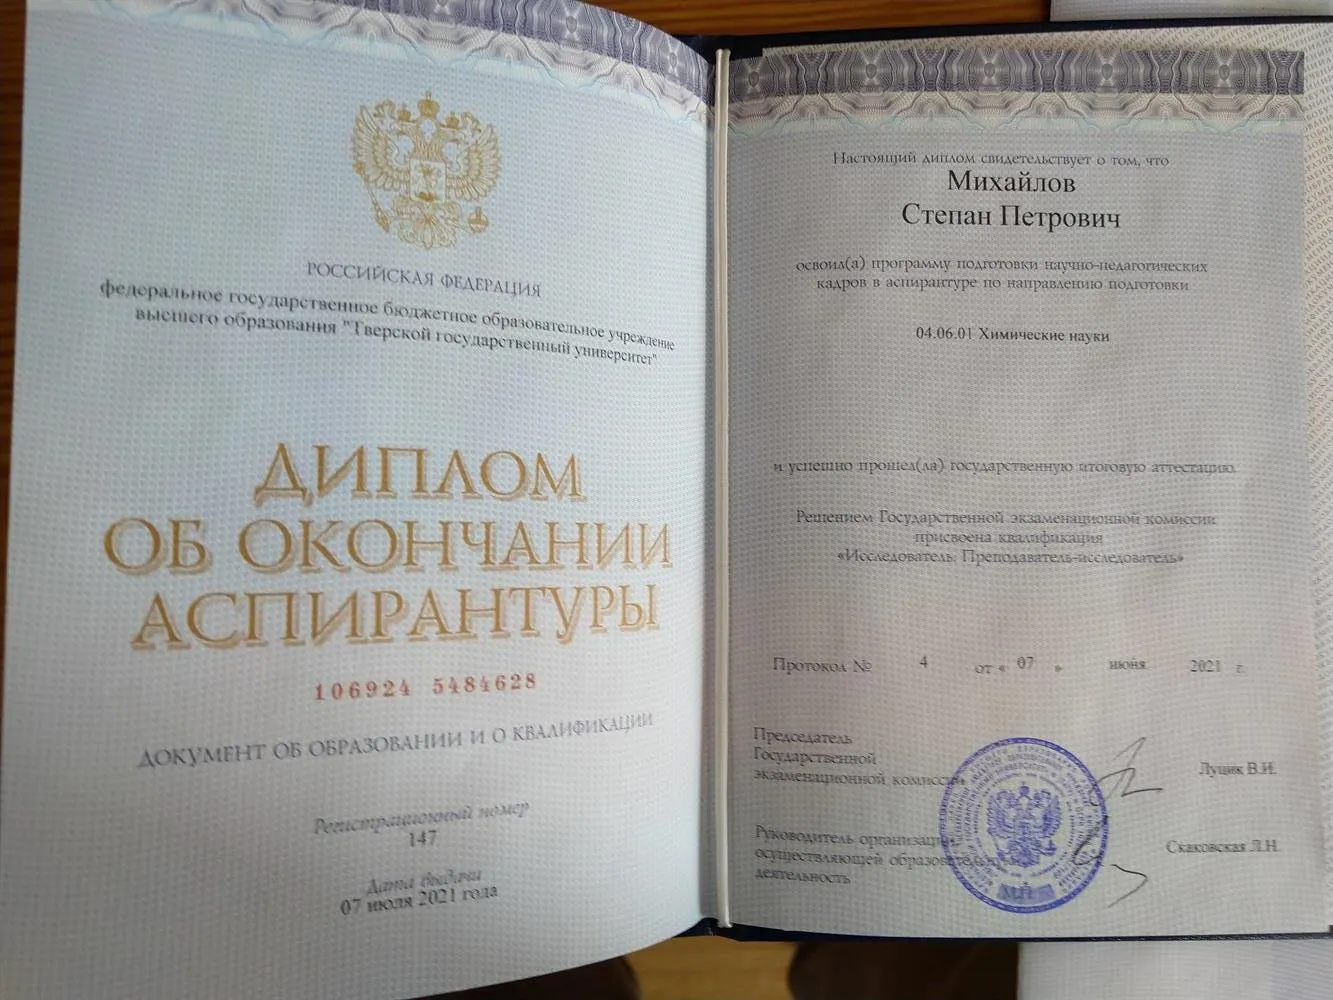 РОССИЙСКАЯ ФЕДЕРАЦИЯ
федеральное государственное бюджетное образовательное учреждение
высшего образования "Тверской государственный университет"
ДИПЛОМ
ОБ ОКОНЧАНИИ
АСПИРАНТУРЫ
106924 5484628
ДОКУМЕНТ ОБ ОБРАЗОВАНИИ И О КВАЛИФИКАЦИИ
Регистрационный номер
147
Дата выдачи
07 июля 2021 года
Настоящий диплом свидетельствует о том, что
Михайлов
Степан Петрович
освоил(а) программу подготовки научно-педагогических
кадров в аспирантуре по направлению подготовки
04.06.01 Химические науки
и успешно прошел(ла) государственную итоговую аттестацию.
Решением Государственной экзаменационной комиссии
присвоена квалификация
«Исследователь. Преподаватель-исследователь»
Протокол № 4 от « 07 » июня 2021 г.
Председатель
Государственной
экзаменационной комиссии
Луцик В.И.
Руководитель организации,
осуществляющей образовательную
деятельность
Скаковская Л.Н.